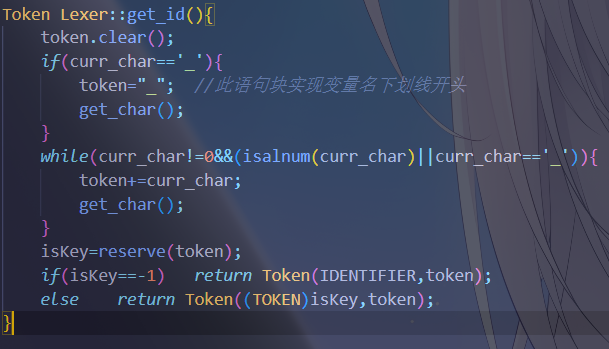 Token Lexer::get_id(){
    token.clear();
    if(curr_char=='_'){
        token="_";  //此语句块实现变量名下划线开头
        get_char();
    }
    while(curr_char!=0&&(isalnum(curr_char)||curr_char=='_')){
        token+=curr_char;
        get_char();
    }
    isKey=reserve(token);
    if(isKey==-1)   return Token(IDENTIFIER,token);
    else    return Token((TOKEN)isKey,token);
}